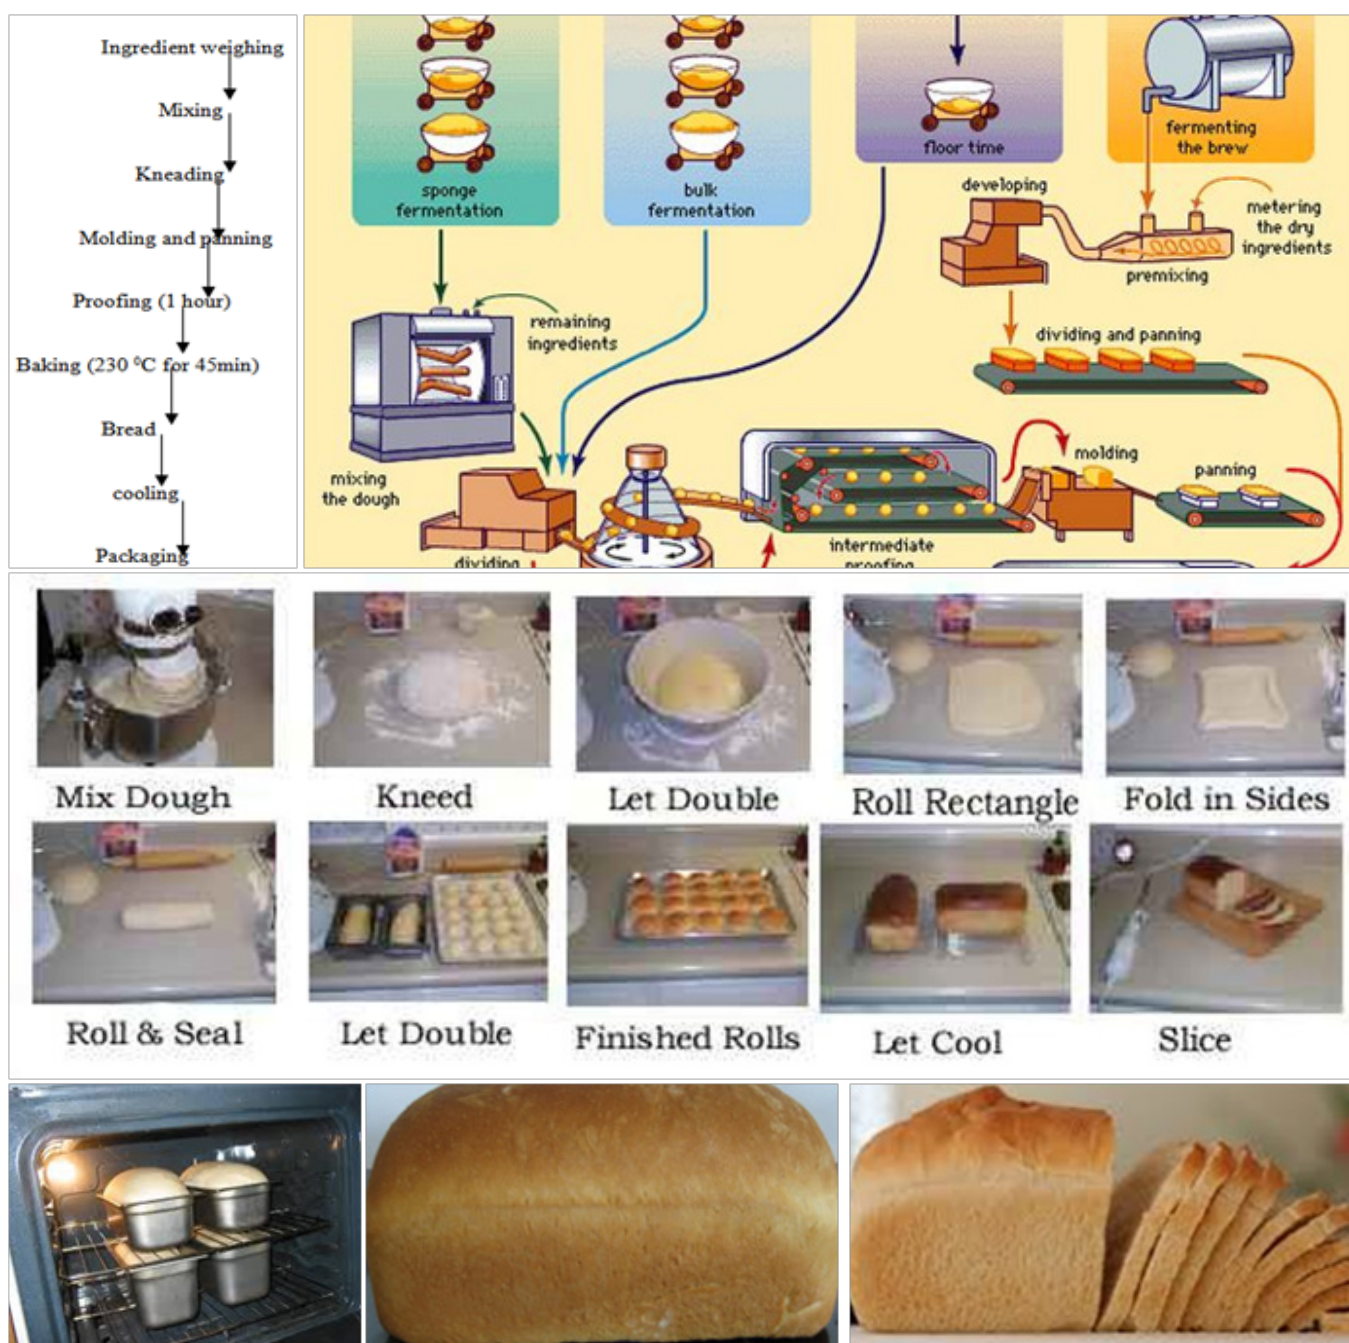 Ingredient weighing
Mixing
Kneading
Molding and panning
Proofing (1 hour)
Baking (230 ⁰C for 45min)
Bread
cooling
Packaging
sponge
fermentation
bulk
fermentation
floor time
fermenting
the brew
developing
metering
the dry
ingredients
premixing
remaining
ingredients
dividing and panning
mixing
the dough
molding
panning
dividing
intermediate
proofing
Mix Dough
Kneed
Let Double
Roll Rectangle
Fold in Sides
Roll & Seal
Let Double
Finished Rolls
Let Cool
Slice